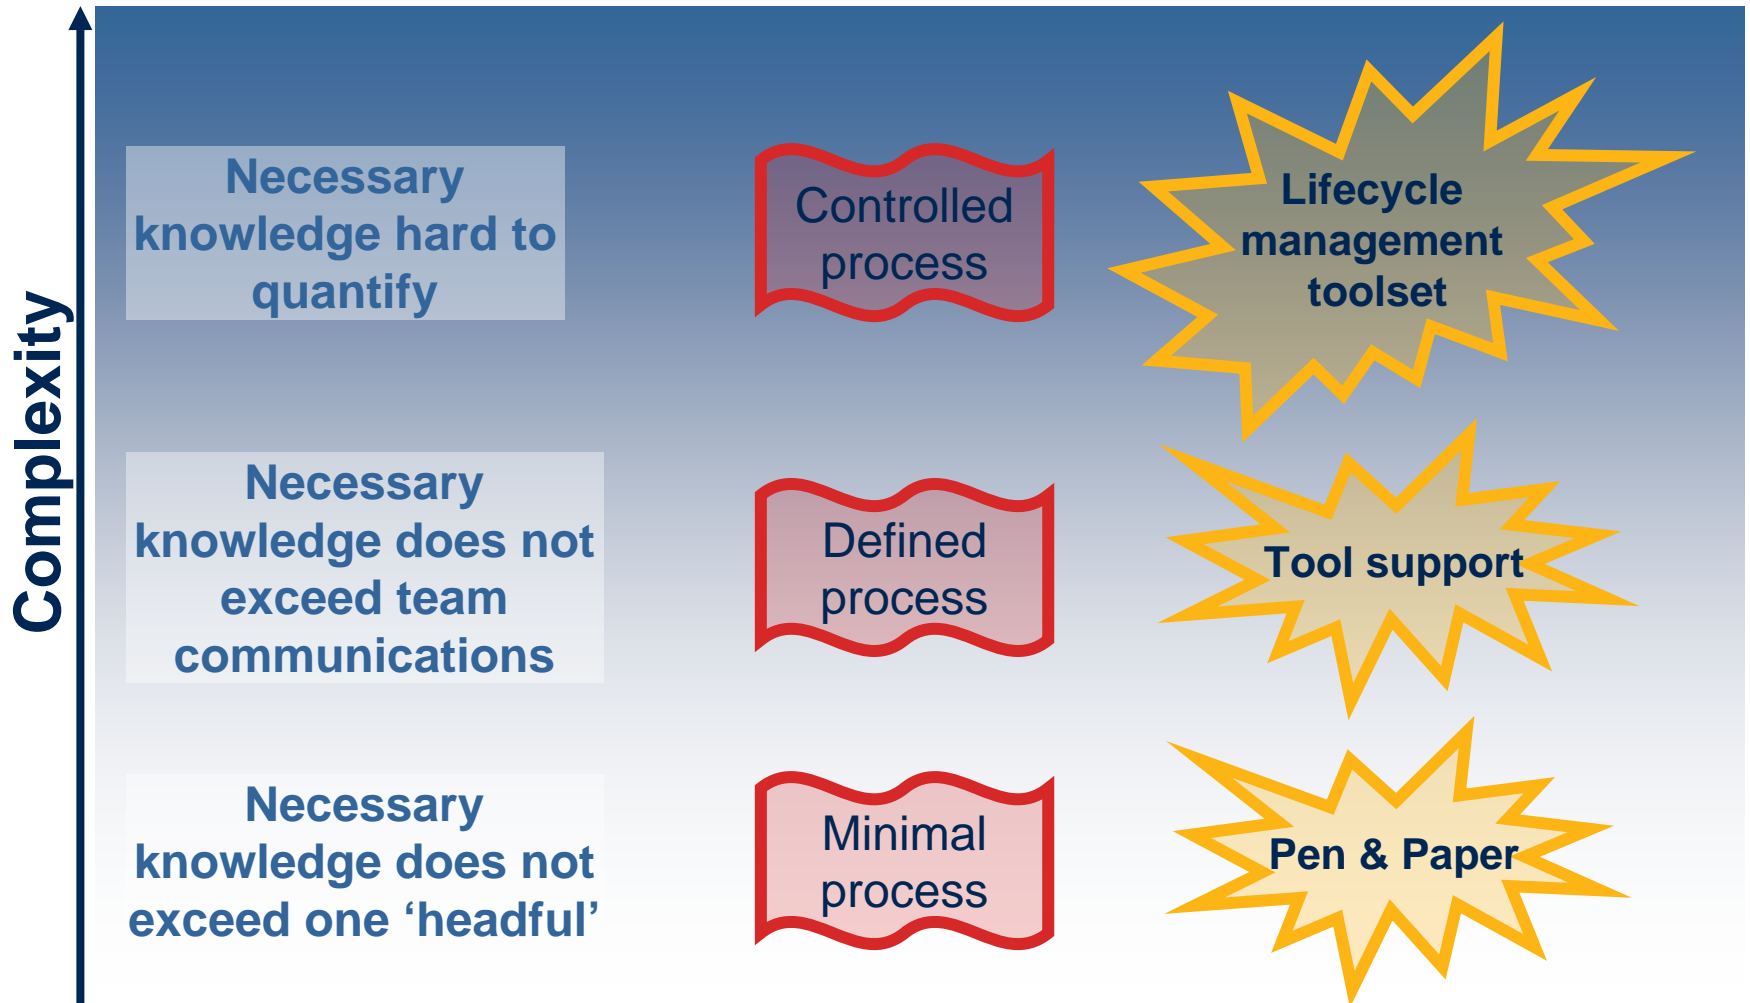 Complexity
Necessary
knowledge hard to
quantify
Controlled
process
Lifecycle
management
toolset
Necessary
knowledge does not
exceed team
communications
Defined
process
Tool support
Necessary
knowledge does not
exceed one ‘headful’
Minimal
process
Pen & Paper